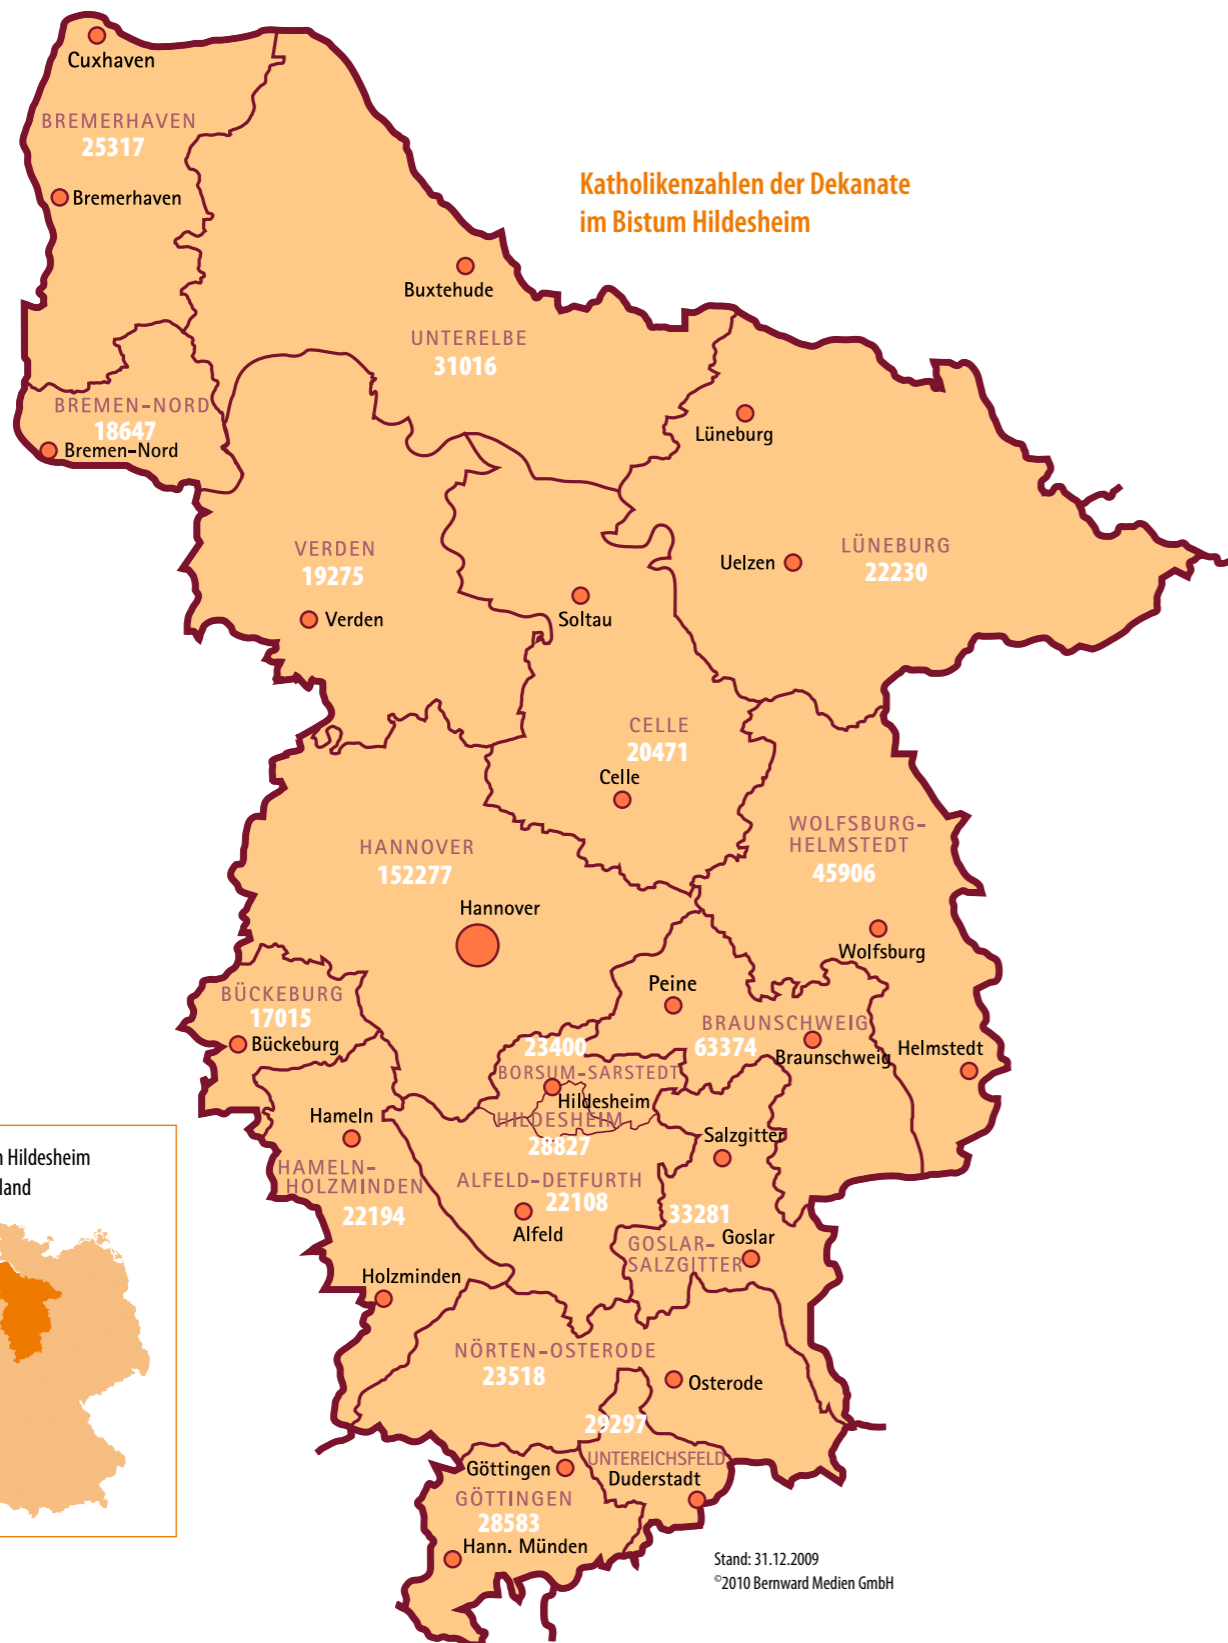 Cuxhaven
BREMERHAVEN
25317
Bremerhaven
Katholikenzahlen der Dekanate
im Bistum Hildesheim
Buxtehude
UNTERELBE
31016
BREMEN-NORD
18647
Bremen-Nord
Lüneburg
VERDEN
19275
Verden
Soltau
Uelzen
LÜNEBURG
22230
CELLE
20471
Celle
WOLFSBURG-
HELMSTEDT
45906
Wolfsburg
HANNOVER
152277
Hannover
BÜCKEBURG
17015
Bückeburg
Peine
BRAUNSCHWEIG
63374
Braunschweig
Helmstedt
23400
BORSUM-SARSTEDT
Hildesheim
HILDESHEIM
28827
Hameln
HAMELN-
HOLZMINDEN
22194
Holzminden
ALFELD-DETFURTH
22108
Alfeld
Salzgitter
33281
Goslar
GOSLAR-
SALZGITTER
Hildesheim
land
NÖRTEN-OSTERODE
23518
Osterode
29297
UNTEREICHSFELD
Duderstadt
Göttingen
GÖTTINGEN
28583
Hann. Münden
Stand: 31.12.2009
©2010 Bernward Medien GmbH